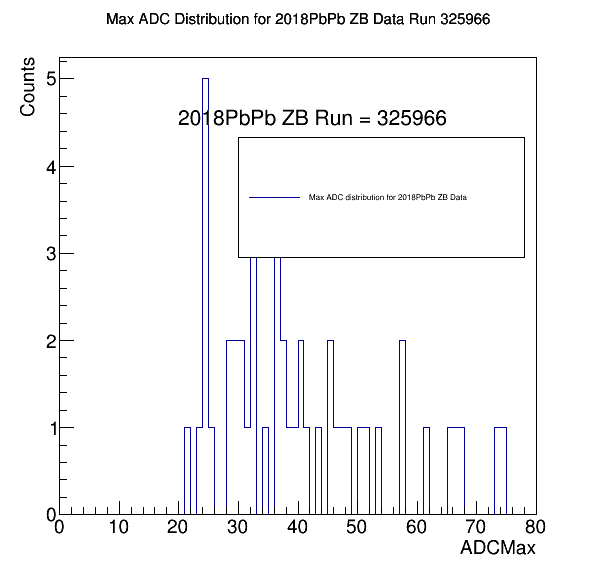 Max ADC Distribution for 2018PbPb ZB Data Run 325966
Counts
5
2018PbPb ZB Run = 325966
4
Max ADC distribution for 2018PbPb ZB Data
3
2
1
0
0 10 20 30 40 50 60 70 80
ADCMax